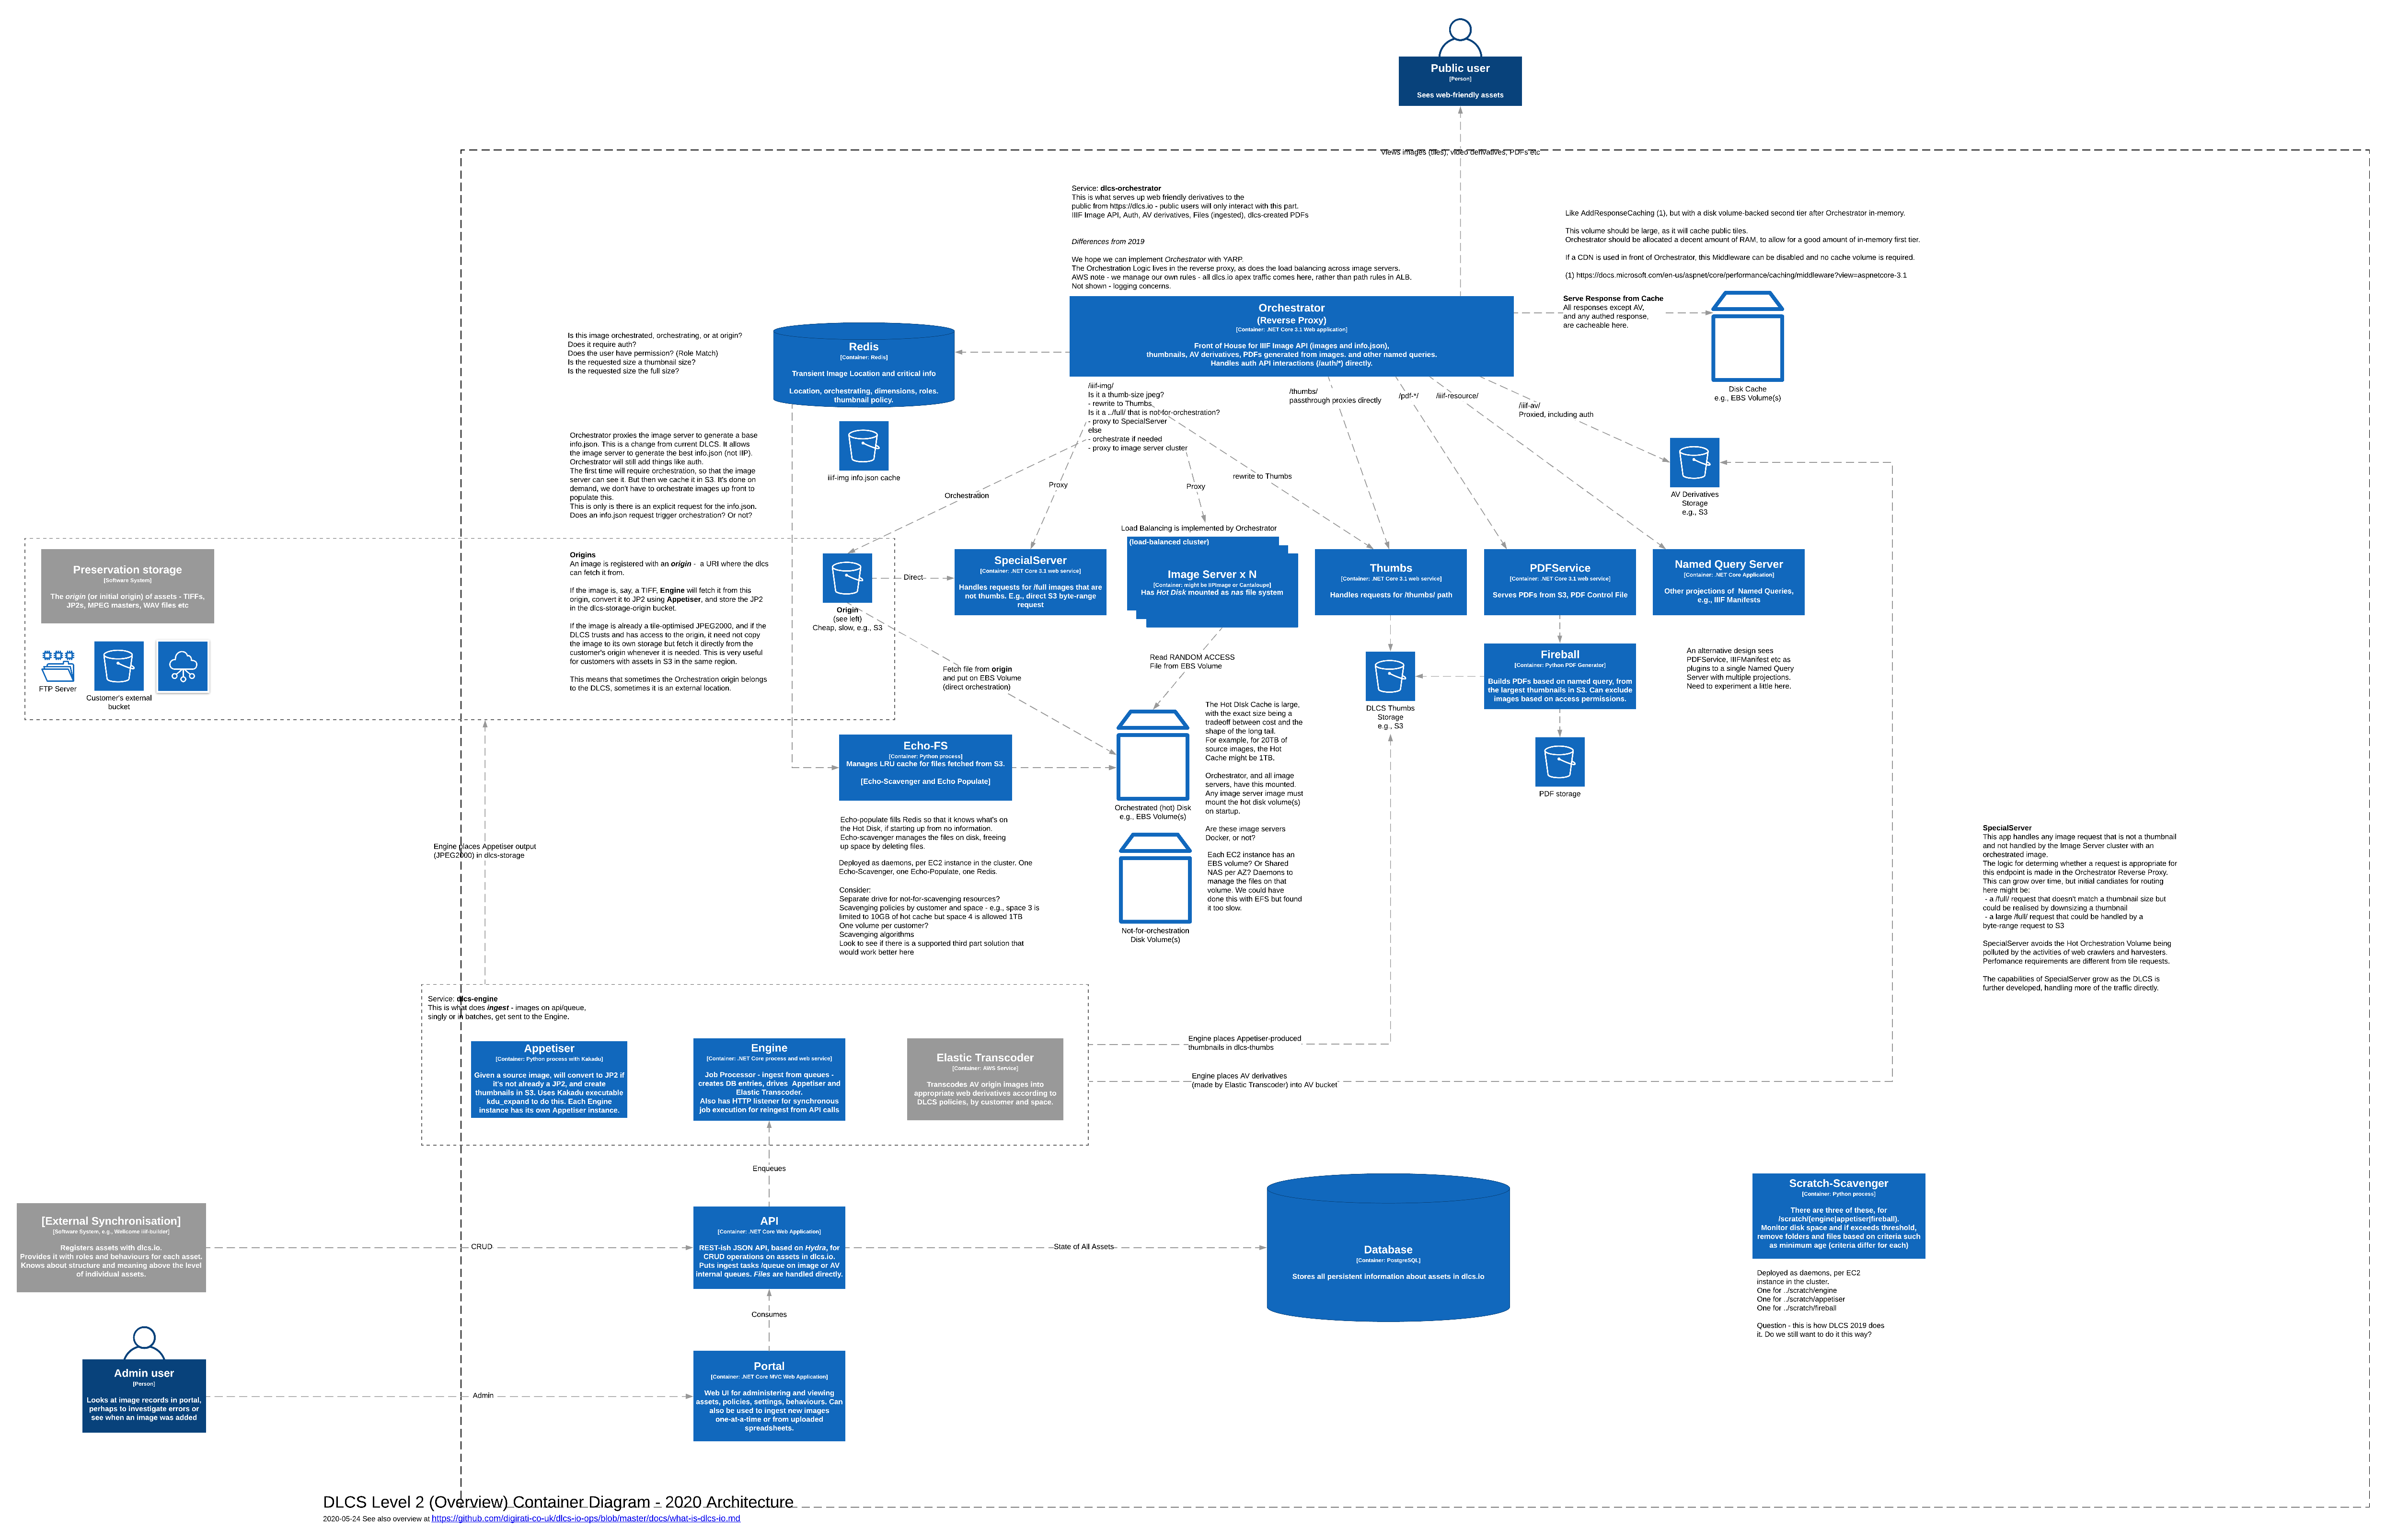 Public user
[Person]
Sees web-friendly assets
Views images (tiles), video derivatives, PDFs etc
Service: dlcs-orchestrator
This is what serves up web friendly derivatives to the
public from https://dlcs.io - public users will only interact with this part.
IIIF Image API, Auth, AV derivatives, Files (ingested), dlcs-created PDFs
Differences from 2019
We hope we can implement Orchestrator with YARP.
The Orchestration Logic lives in the reverse proxy, as does the load balancing across image servers.
AWS note - we manage our own rules - all dlcs.io apex traffic comes here, rather than path rules in ALB.
Not shown - logging concerns.
Like AddResponseCaching (1), but with a disk volume-backed second tier after Orchestrator in-memory.
This volume should be large, as it will cache public tiles.
Orchestrator should be allocated a decent amount of RAM, to allow for a good amount of in-memory first tier.
If a CDN is used in front of Orchestrator, this Middleware can be disabled and no cache volume is required.
(1) https://docs.microsoft.com/en-us/aspnet/core/performance/caching/middleware?view=aspnetcore-3.1
Orchestrator
(Reverse Proxy)
[Container: .NET Core 3.1 Web application]
Front of House for IIIF Image API (images and info.json),
thumbnails, AV derivatives, PDFs generated from images. and other named queries.
Handles auth API interactions (/auth/*) directly.
Serve Response from Cache
All responses except AV,
and any authed response,
are cacheable here.
Disk Cache
e.g., EBS Volume(s)
Is this image orchestrated, orchestrating, or at origin?
Does it require auth?
Does the user have permission? (Role Match)
Is the requested size a thumbnail size?
Is the requested size the full size?
Redis
[Container: Redis]
Transient Image Location and critical info
Location, orchestrating, dimensions, roles.
thumbnail policy.
iiif-img info.json cache
/iiif-img/
Is it a thumb-size jpeg?
- rewrite to Thumbs
Is it a ../full/ that is not-for-orchestration?
- proxy to SpecialServer
else
- orchestrate if needed
- proxy to image server cluster
/thumbs/
passthrough proxies directly
/pdf-*/
/iiif-resource/
/iiif-av/
Proxied, including auth
AV Derivatives
Storage
e.g., S3
Orchestrator proxies the image server to generate a base
info.json. This is a change from current DLCS. It allows
the image server to generate the best info.json (not IIP).
Orchestrator will still add things like auth.
The first time will require orchestration, so that the image
server can see it. But then we cache it in S3. It's done on
demand, we don't have to orchestrate images up front to
populate this.
This is only is there is an explicit request for the info.json.
Does an info.json request trigger orchestration? Or not?
Orchestration
Proxy
Proxy
rewrite to Thumbs
Load Balancing is implemented by Orchestrator
Preservation storage
[Software System]
The origin (or initial origin) of assets - TIFFs,
JP2s, MPEG masters, WAV files etc
FTP Server
Customer's external
bucket
Origins
An image is registered with an origin - a URI where the dlcs
can fetch it from.
If the image is, say, a TIFF, Engine will fetch it from this
origin, convert it to JP2 using Appetiser, and store the JP2
in the dlcs-storage-origin bucket.
If the image is already a tile-optimised JPEG2000, and if the
DLCS trusts and has access to the origin, it need not copy
the image to its own storage but fetch it directly from the
customer's origin whenever it is needed. This is very useful
for customers with assets in S3 in the same region.
This means that sometimes the Orchestration origin belongs
to the DLCS, sometimes it is an external location.
Origin
(see left)
Cheap, slow, e.g., S3
Direct
SpecialServer
[Container: .NET Core 3.1 web service]
Handles requests for /full images that are
not thumbs. E.g., direct S3 byte-range
request
(load-balanced cluster)
Image Server x N
[Container: might be IIPImage or Cantaloupe]
Has Hot Disk mounted as nas file system
Thumbs
[Container: .NET Core 3.1 web service]
Handles requests for /thumbs/ path
PDFService
[Container: .NET Core 3.1 web service]
Serves PDFs from S3, PDF Control File
Named Query Server
[Container: .NET Core Application]
Other projections of Named Queries,
e.g., IIIF Manifests
Fetch file from origin
and put on EBS Volume
(direct orchestration)
Read RANDOM ACCESS
File from EBS Volume
DLCS Thumbs
Storage
e.g., S3
Fireball
[Container: Python PDF Generator]
Builds PDFs based on named query, from
the largest thumbnails in S3. Can exclude
images based on access permissions.
PDF storage
An alternative design sees
PDFService, IIIFManifest etc as
plugins to a single Named Query
Server with multiple projections.
Need to experiment a little here.
Echo-FS
[Container: Python process]
Manages LRU cache for files fetched from S3.
[Echo-Scavenger and Echo Populate]
Orchestrated (hot) Disk
e.g., EBS Volume(s)
Not-for-orchestration
Disk Volume(s)
The Hot DIsk Cache is large,
with the exact size being a
tradeoff between cost and the
shape of the long tail.
For example, for 20TB of
source images, the Hot
Cache might be 1TB.
Orchestrator, and all image
servers, have this mounted.
Any image server image must
mount the hot disk volume(s)
on startup.
Are these image servers
Docker, or not?
Each EC2 instance has an
EBS volume? Or Shared
NAS per AZ? Daemons to
manage the files on that
volume. We could have
done this with EFS but found
it too slow.
Echo-populate fills Redis so that it knows what's on
the Hot Disk, if starting up from no information.
Echo-scavenger manages the files on disk, freeing
up space by deleting files.
Deployed as daemons, per EC2 instance in the cluster. One
Echo-Scavenger, one Echo-Populate, one Redis.
Consider:
Separate drive for not-for-scavenging resources?
Scavenging policies by customer and space - e.g., space 3 is
limited to 10GB of hot cache but space 4 is allowed 1TB
One volume per customer?
Scavenging algorithms
Look to see if there is a supported third part solution that
would work better here
Engine places Appetiser output
(JPEG2000) in dlcs-storage
SpecialServer
This app handles any image request that is not a thumbnail
and not handled by the Image Server cluster with an
orchestrated image.
The logic for determing whether a request is appropriate for
this endpoint is made in the Orchestrator Reverse Proxy.
This can grow over time, but initial candiates for routing
here might be:
- a /full/ request that doesn't match a thumbnail size but
could be realised by downsizing a thumbnail
- a large /full/ request that could be handled by a
byte-range request to S3
SpecialServer avoids the Hot Orchestration Volume being
polluted by the activities of web crawlers and harvesters.
Perfomance requirements are different from tile requests.
The capabilities of SpecialServer grow as the DLCS is
further developed, handling more of the traffic directly.
Service: dlcs-engine
This is what does ingest - images on api/queue,
singly or in batches, get sent to the Engine.
Appetiser
[Container: Python process with Kakadu]
Given a source image, will convert to JP2 if
it's not already a JP2, and create
thumbnails in S3. Uses Kakadu executable
kdu_expand to do this. Each Engine
instance has its own Appetiser instance.
Engine
[Container: .NET Core process and web service]
Job Processor - ingest from queues -
creates DB entries, drives Appetiser and
Elastic Transcoder.
Also has HTTP listener for synchronous
job execution for reingest from API calls
Elastic Transcoder
[Container: AWS Service]
Transcodes AV origin images into
appropriate web derivatives according to
DLCS policies, by customer and space.
Engine places Appetiser-produced
thumbnails in dlcs-thumbs
Engine places AV derivatives
(made by Elastic Transcoder) into AV bucket
Enqueues
[External Synchronisation]
[Software System, e.g., Wellcome iiif-builder]
Registers assets with dlcs.io.
Provides it with roles and behaviours for each asset.
Knows about structure and meaning above the level
of individual assets.
CRUD
API
[Container: .NET Core Web Application]
REST-ish JSON API, based on Hydra, for
CRUD operations on assets in dlcs.io.
Puts ingest tasks /queue on image or AV
internal queues. Files are handled directly.
State of All Assets
Database
[Container: PostgreSQL]
Stores all persistent information about assets in dlcs.io
Scratch-Scavenger
[Container: Python process]
There are three of these, for
/scratch/(engine|appetiser|fireball).
Monitor disk space and if exceeds threshold,
remove folders and files based on criteria such
as minimum age (criteria differ for each)
Deployed as daemons, per EC2
instance in the cluster.
One for ../scratch/engine
One for ../scratch/appetiser
One for ../scratch/fireball
Question - this is how DLCS 2019 does
it. Do we still want to do it this way?
Consumes
Admin user
[Person]
Looks at image records in portal,
perhaps to investigate errors or
see when an image was added
Admin
Portal
[Container: .NET Core MVC Web Application]
Web UI for administering and viewing
assets, policies, settings, behaviours. Can
also be used to ingest new images
one-at-a-time or from uploaded
spreadsheets.
DLCS Level 2 (Overview) Container Diagram - 2020 Architecture
2020-05-24 See also overview at https://github.com/digirati-co-uk/dlcs-io-ops/blob/master/docs/what-is-dlcs-io.md